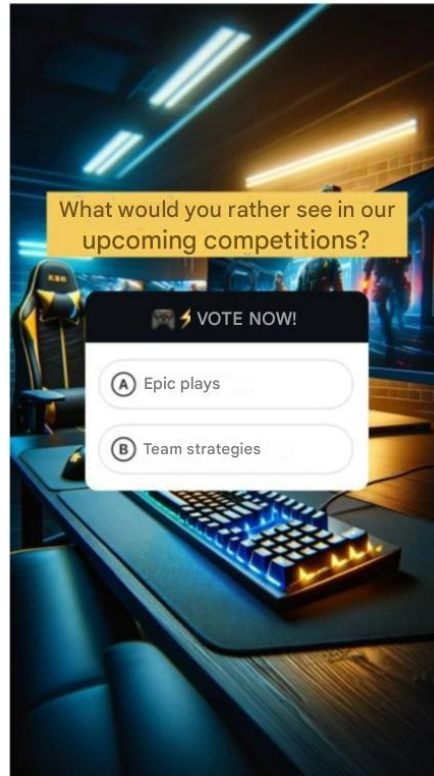 What would you rather see in our
upcoming competitions?
🎮⚡VOTE NOW!
A Epic plays
B Team strategies